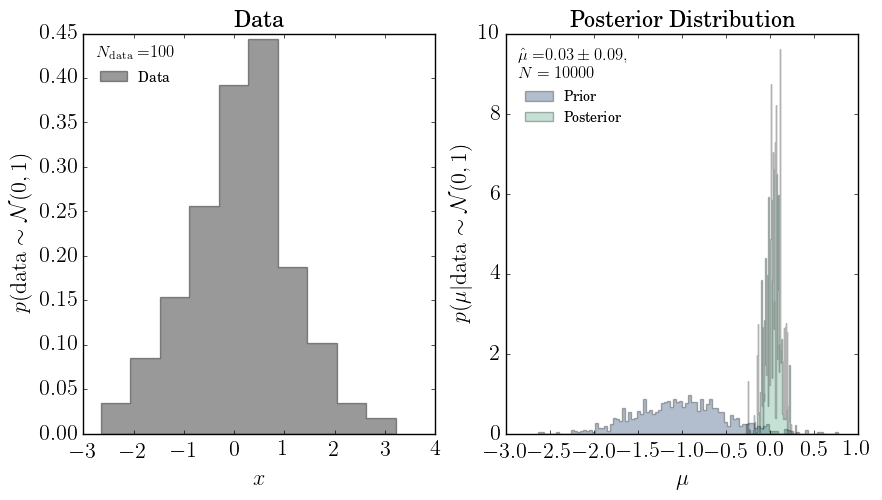 Data
N_data =100
Data
0.45
0.40
0.35
0.30
0.25
0.20
0.15
0.10
0.05
0.00
p(data ∼ 𝒩(0, 1)
−3 −2 −1 0 1 2 3 4
x
Posterior Distribution
μ̂ =0.03 ± 0.09,
N = 10000
Prior
Posterior
10
8
6
4
2
0
p(μ|data ∼ 𝒩(0, 1)
−3.0−2.5−2.0−1.5−1.0−0.5 0.0 0.5 1.0
μ